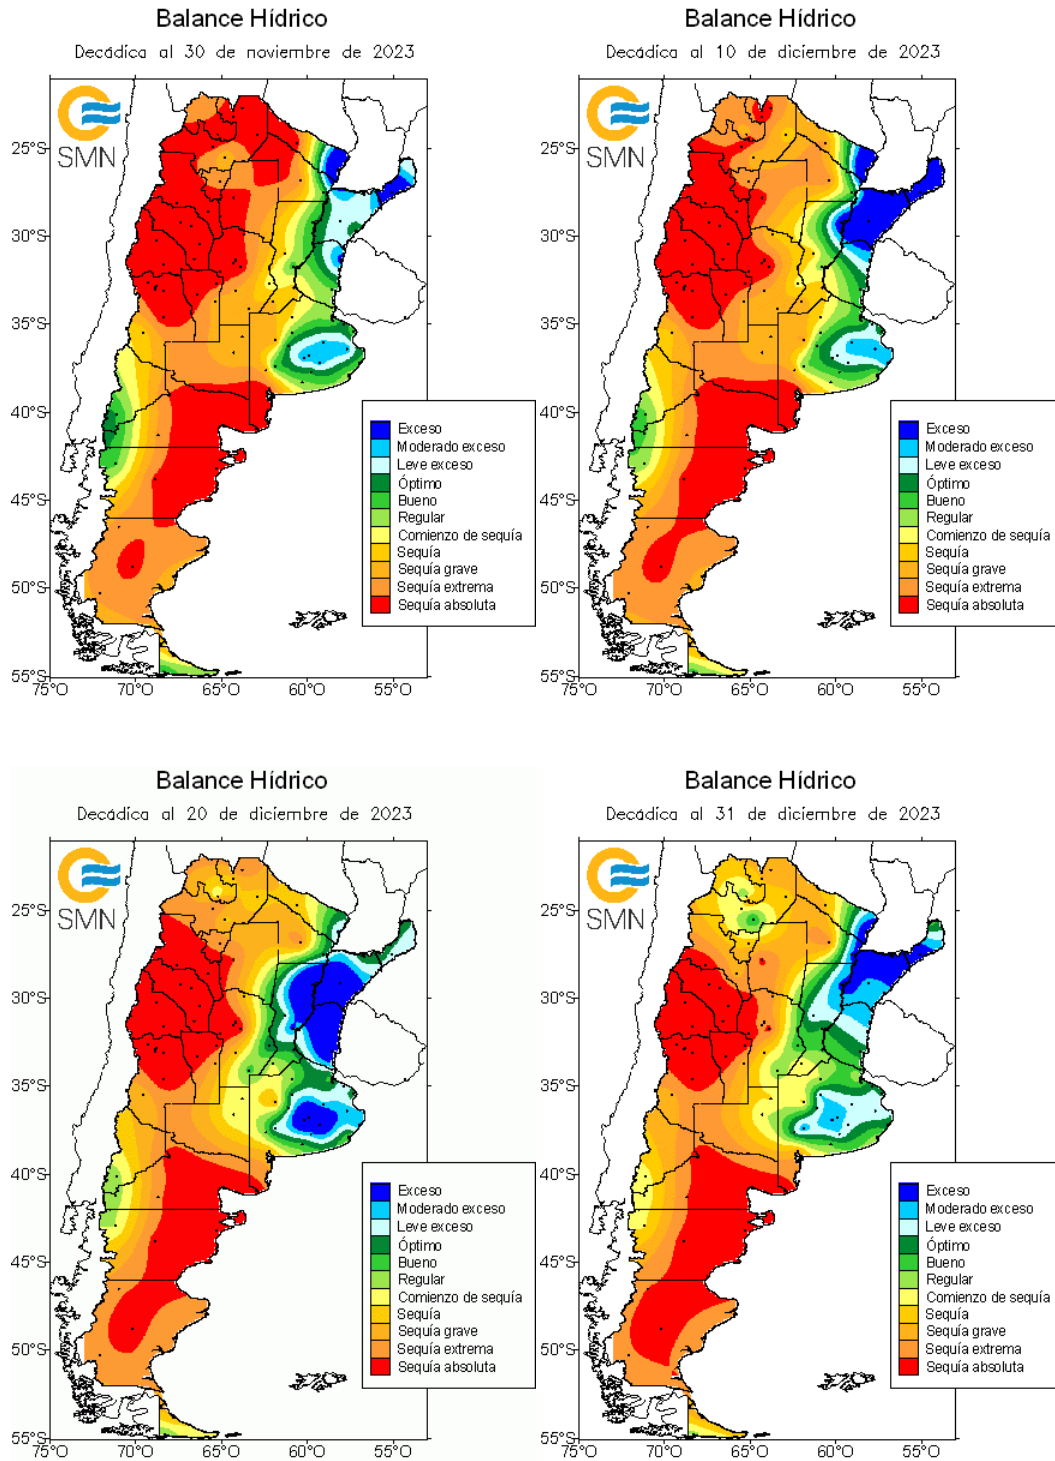 Balance Hídrico
Decádica al 30 de noviembre de 2023
SMN
25°S
30°S
35°S
40°S
45°S
50°S
55°S
75°O 70°O 65°O 60°O 55°O
Exceso
Moderado exceso
Leve exceso
Óptimo
Bueno
Regular
Comienzo de sequía
Sequía
Sequía grave
Sequía extrema
Sequía absoluta
Balance Hídrico
Decádica al 10 de diciembre de 2023
SMN
25°S
30°S
35°S
40°S
45°S
50°S
55°S
75°O 70°O 65°O 60°O 55°O
Exceso
Moderado exceso
Leve exceso
Óptimo
Bueno
Regular
Comienzo de sequía
Sequía
Sequía grave
Sequía extrema
Sequía absoluta
Balance Hídrico
Decádica al 20 de diciembre de 2023
SMN
25°S
30°S
35°S
40°S
45°S
50°S
55°S
75°O 70°O 65°O 60°O 55°O
Exceso
Moderado exceso
Leve exceso
Óptimo
Bueno
Regular
Comienzo de sequía
Sequía
Sequía grave
Sequía extrema
Sequía absoluta
Balance Hídrico
Decádica al 31 de diciembre de 2023
SMN
25°S
30°S
35°S
40°S
45°S
50°S
55°S
75°O 70°O 65°O 60°O 55°O
Exceso
Moderado exceso
Leve exceso
Óptimo
Bueno
Regular
Comienzo de sequía
Sequía
Sequía grave
Sequía extrema
Sequía absoluta